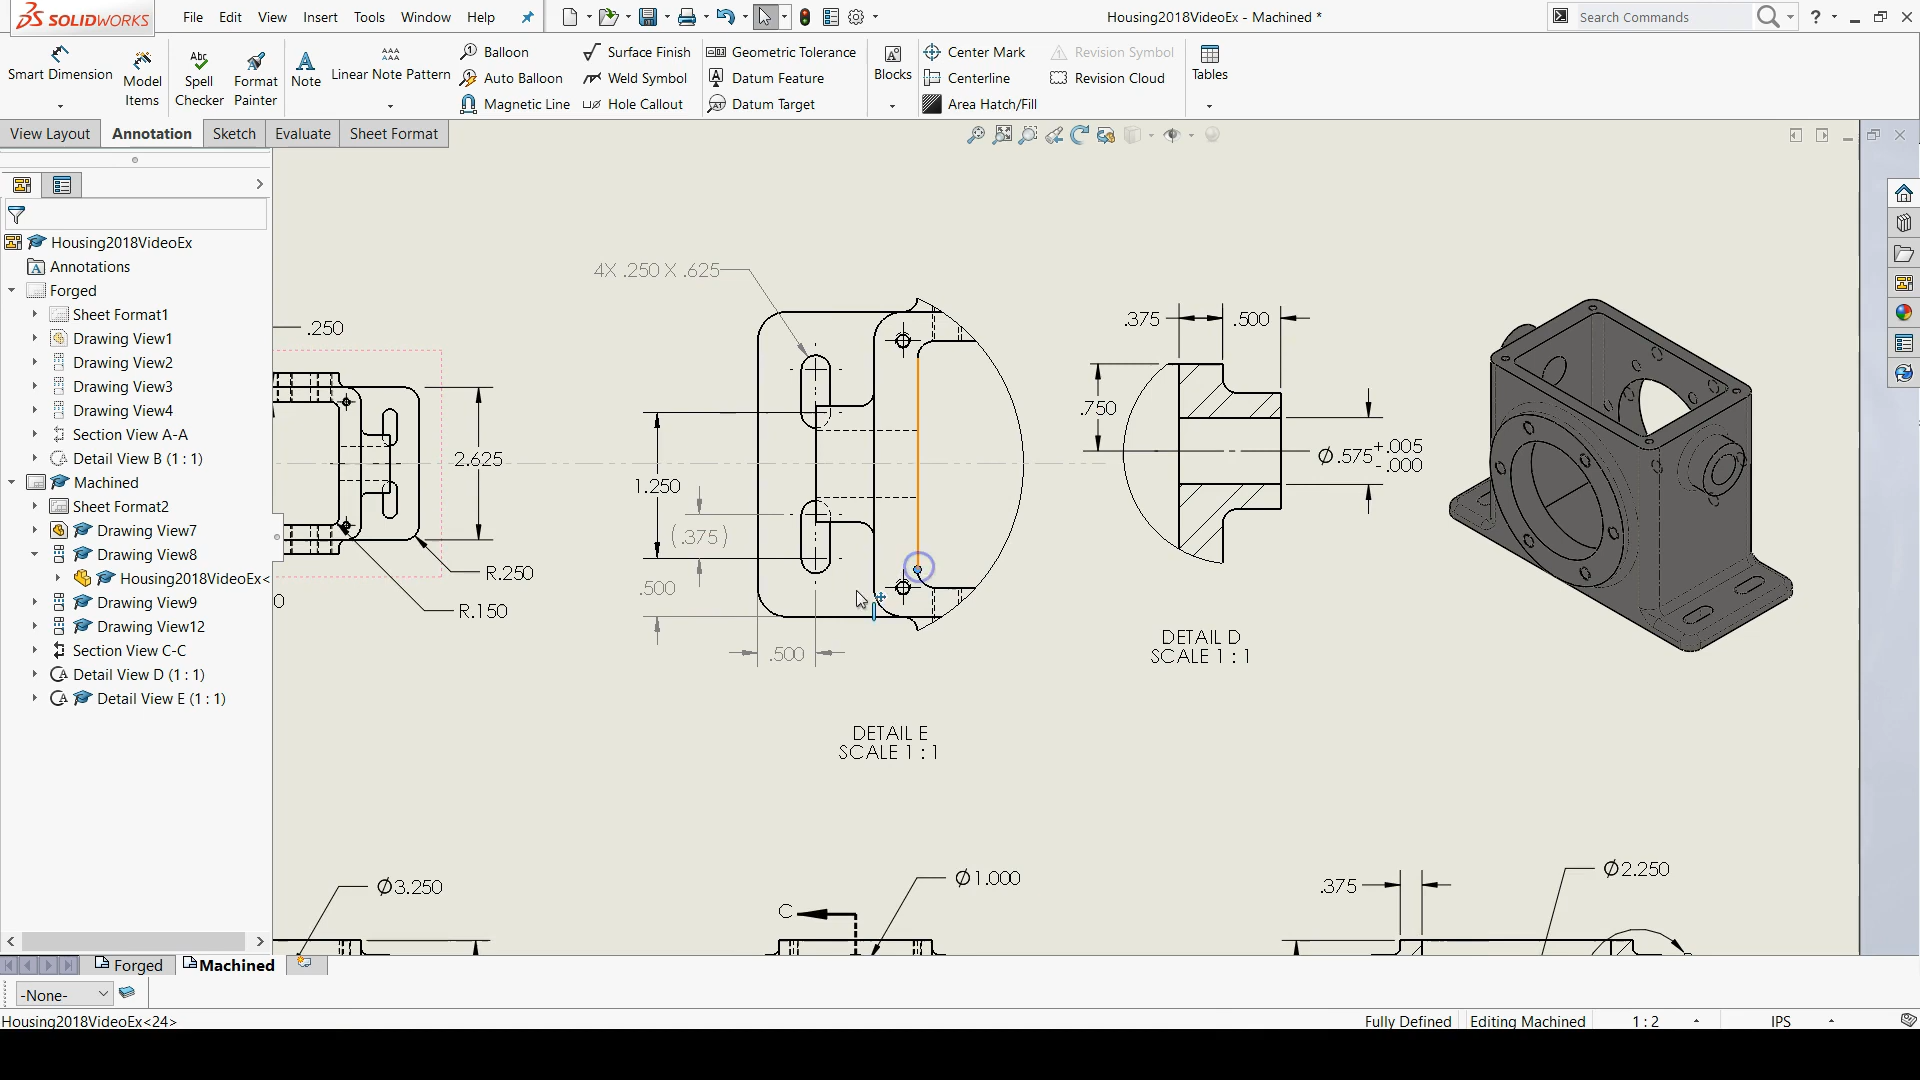 SOLIDWORKS
File Edit View Insert Tools Window Help
Housing2018VideoEx - Machined *
Search Commands
?
Smart Dimension
Model Items
Spell Checker
Format Painter
Note
Linear Note Pattern
Balloon
Auto Balloon
Magnetic Line
Surface Finish
Weld Symbol
Hole Callout
Geometric Tolerance
Datum Feature
Datum Target
Blocks
Center Mark
Centerline
Area Hatch/Fill
Revision Symbol
Revision Cloud
Tables
View Layout Annotation Sketch Evaluate Sheet Format
Housing2018VideoEx
Annotations
Forged
Sheet Format1
Drawing View1
Drawing View2
Drawing View3
Drawing View4
Section View A-A
Detail View B (1 : 1)
Machined
Sheet Format2
Drawing View7
Drawing View8
Housing2018VideoEx<
Drawing View9
Drawing View12
Section View C-C
Detail View D (1 : 1)
Detail View E (1 : 1)
.250
2.625
R.250
R.150
0
4X .250 X .625
1.250
(.375)
.500
.500
DETAIL E
SCALE 1 : 1
.375 .500
.750
Ø.575 +.005 -.000
DETAIL D
SCALE 1 : 1
Ø3.250
C
Ø1.000
.375
Ø2.250
Forged Machined
-None-
Housing2018VideoEx<24>
Fully Defined Editing Machined 1 : 2 IPS